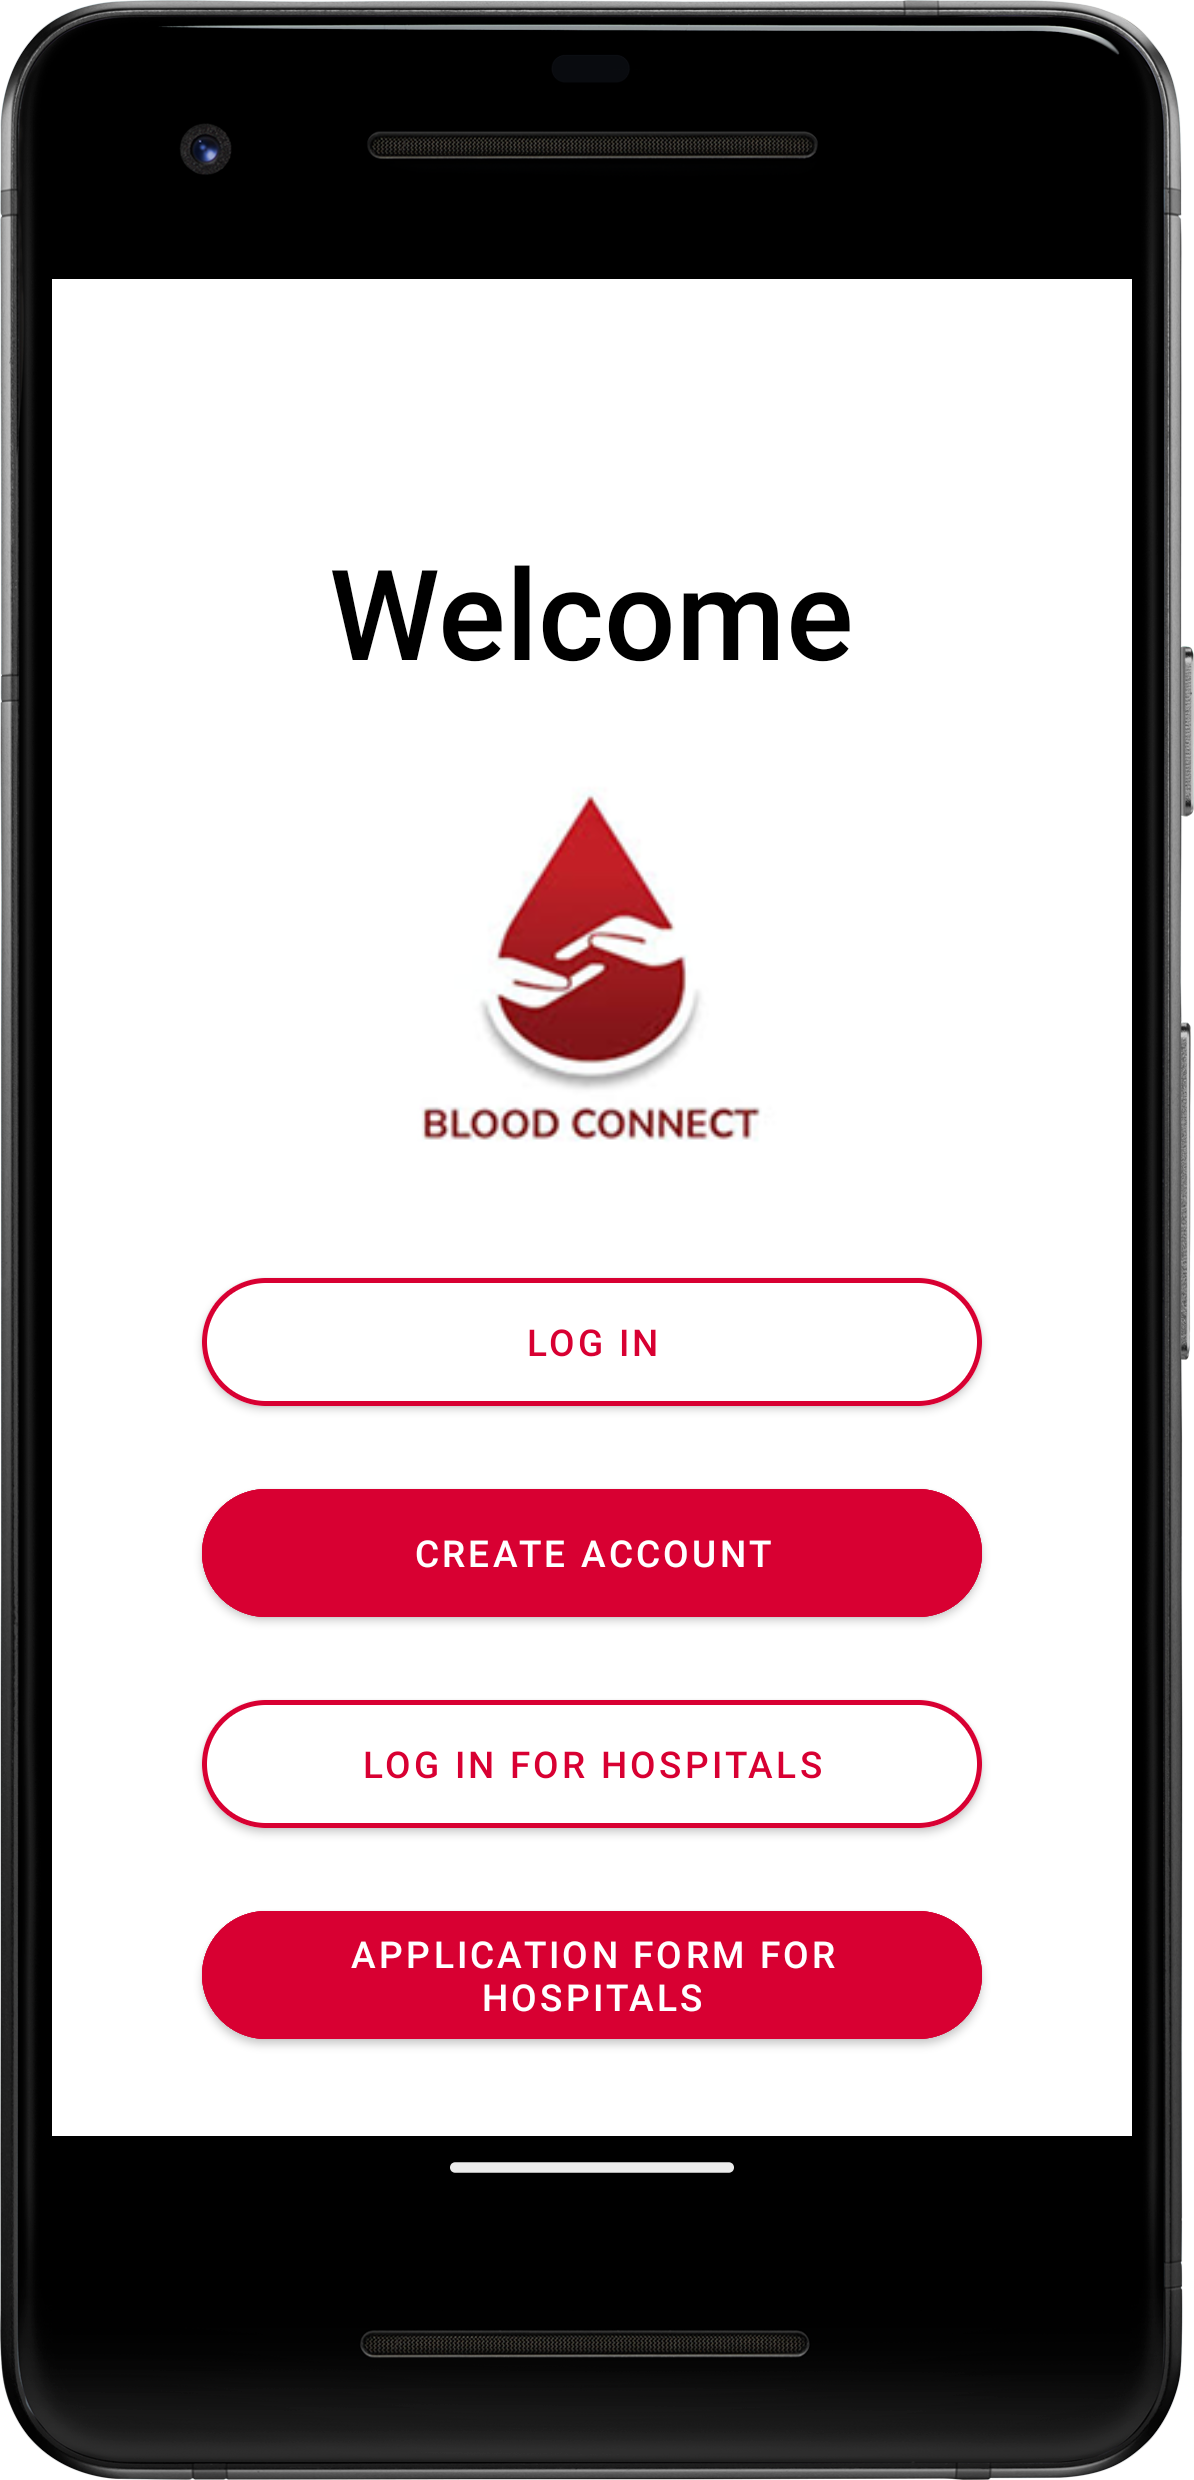 Welcome
BLOOD CONNECT
LOG IN
CREATE ACCOUNT
LOG IN FOR HOSPITALS
APPLICATION FORM FOR
HOSPITALS